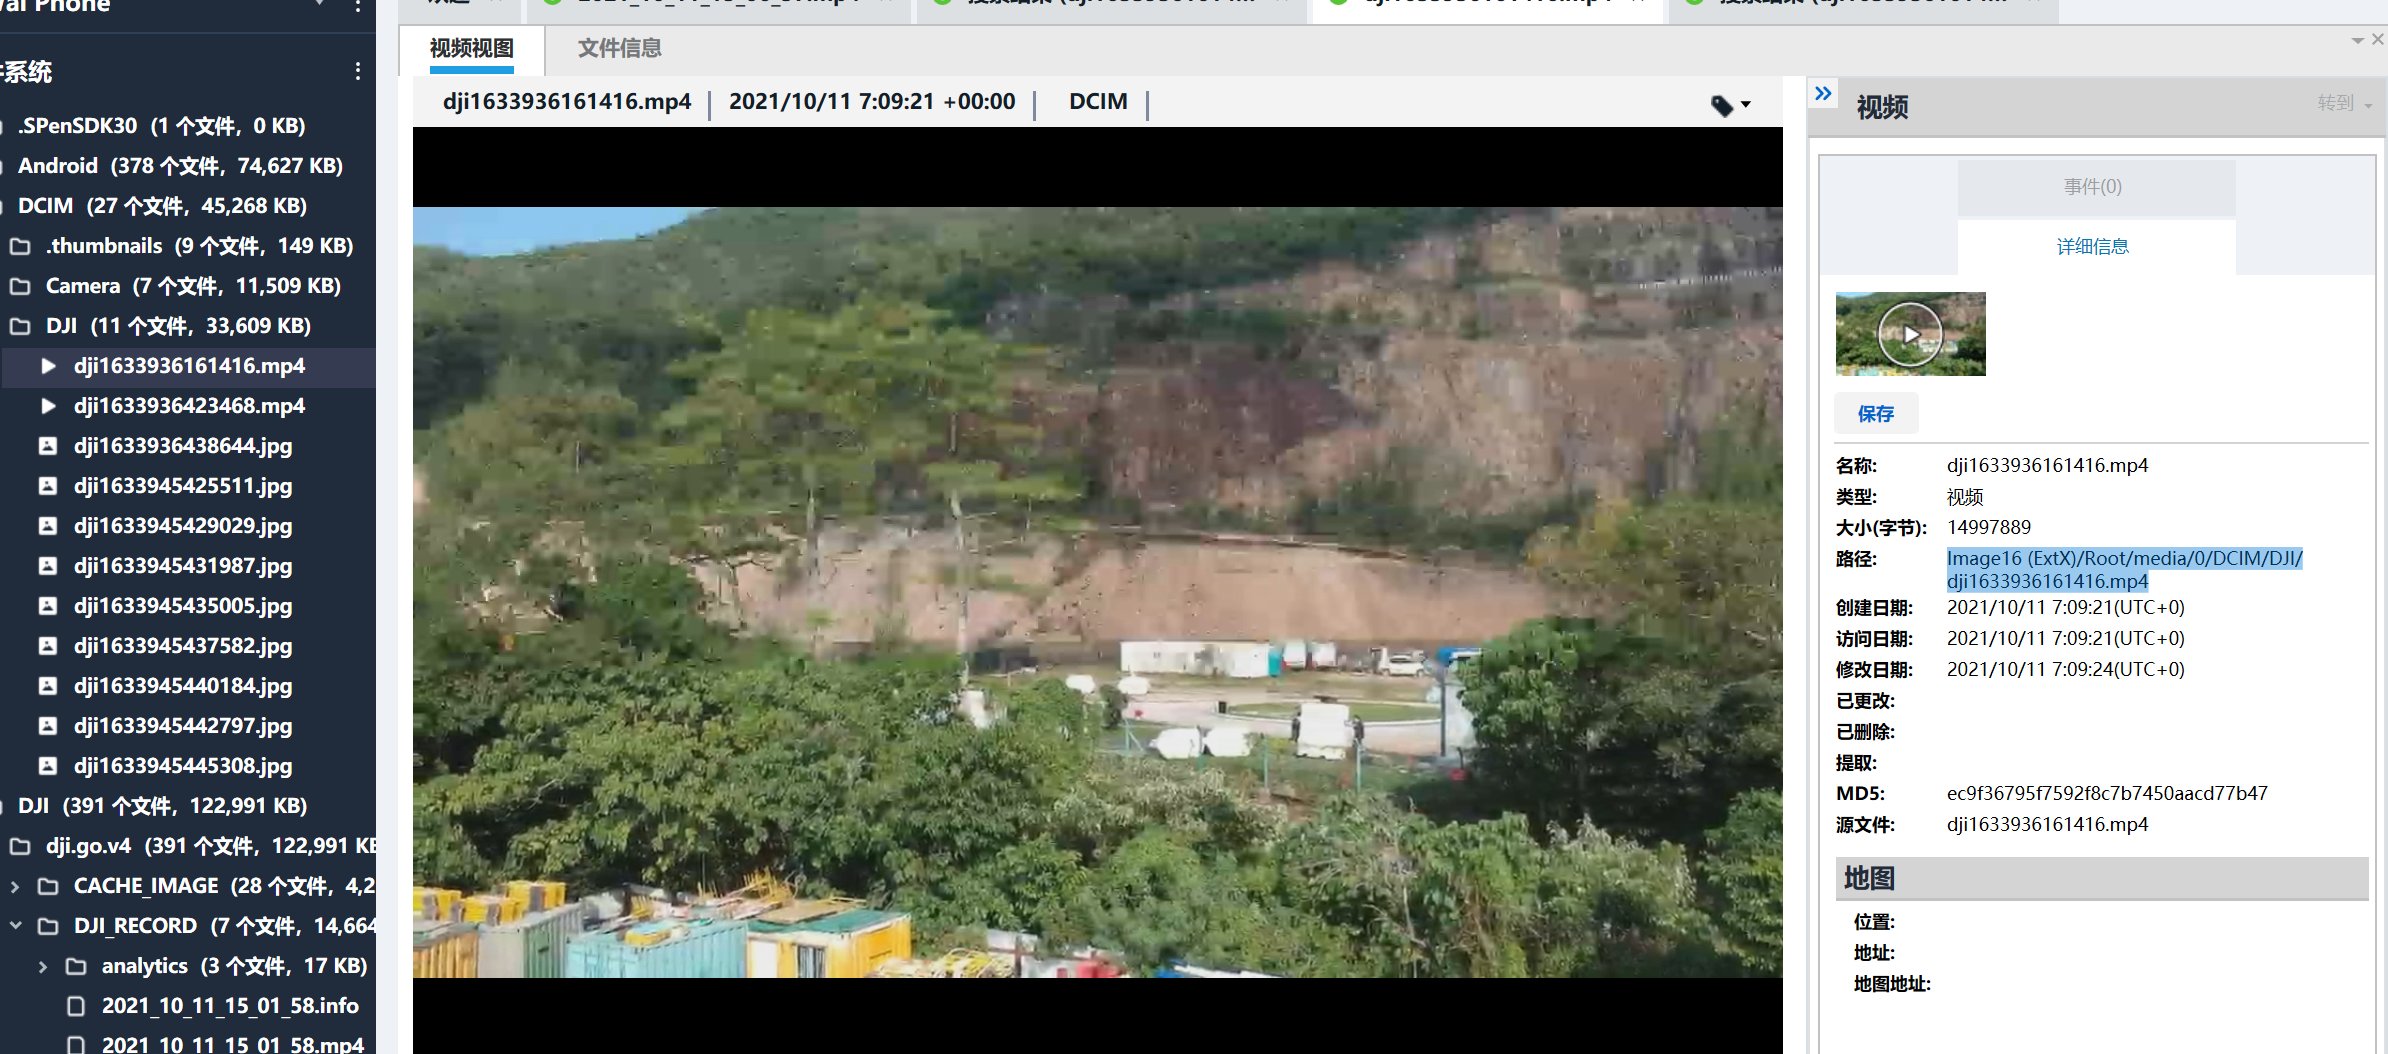 视频视图
文件信息
系统
.SPenSDK30 (1 个文件，0 KB)
Android (378 个文件，74,627 KB)
DCIM (27 个文件，45,268 KB)
.thumbnails (9 个文件，149 KB)
Camera (7 个文件，11,509 KB)
DJI (11 个文件，33,609 KB)
dji1633936161416.mp4
dji1633936423468.mp4
dji1633936438644.jpg
dji1633945425511.jpg
dji1633945429029.jpg
dji1633945431987.jpg
dji1633945435005.jpg
dji1633945437582.jpg
dji1633945440184.jpg
dji1633945442797.jpg
dji1633945445308.jpg
DJI (391 个文件，122,991 KB)
dji.go.v4 (391 个文件，122,991 KB
CACHE_IMAGE (28 个文件，4,2
DJI_RECORD (7 个文件，14,664
analytics (3 个文件，17 KB)
2021_10_11_15_01_58.info
2021_10_11_15_01_58.mp4
dji1633936161416.mp4 | 2021/10/11 7:09:21 +00:00 | DCIM |
视频
转到
事件(0)
详细信息
保存
名称: dji1633936161416.mp4
类型: 视频
大小(字节): 14997889
路径: Image16 (ExtX)/Root/media/0/DCIM/DJI/
dji1633936161416.mp4
创建日期: 2021/10/11 7:09:21(UTC+0)
访问日期: 2021/10/11 7:09:21(UTC+0)
修改日期: 2021/10/11 7:09:24(UTC+0)
已更改:
已删除:
提取:
MD5: ec9f36795f7592f8c7b7450aacd77b47
源文件: dji1633936161416.mp4
地图
位置:
地址:
地图地址: